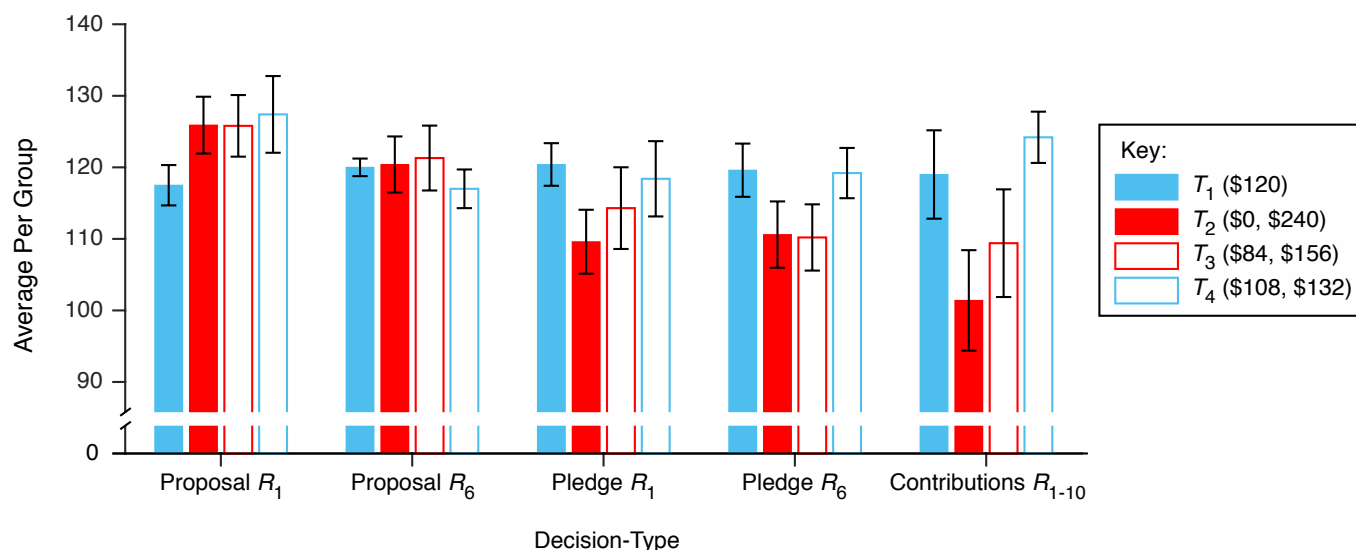 140
130
120
110
100
90
0
Average Per Group
Proposal R1
Proposal R6
Pledge R1
Pledge R6
Contributions R1-10
Decision-Type
Key:
T1 ($120)
T2 ($0, $240)
T3 ($84, $156)
T4 ($108, $132)